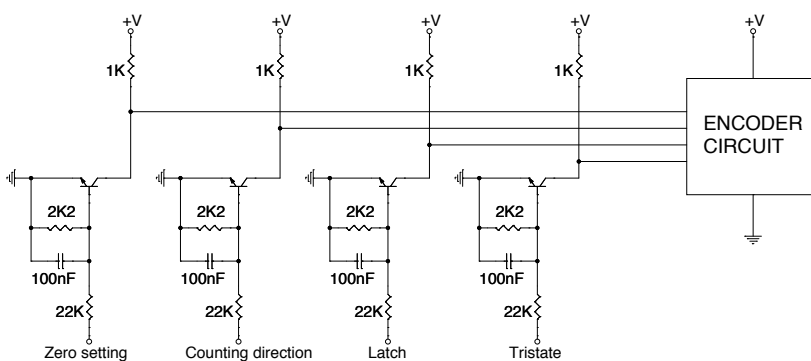 +V +V +V +V +V
1K 1K 1K 1K
ENCODER
CIRCUIT
2K2 2K2 2K2 2K2
100nF 100nF 100nF 100nF
22K 22K 22K 22K
Zero setting Counting direction Latch Tristate